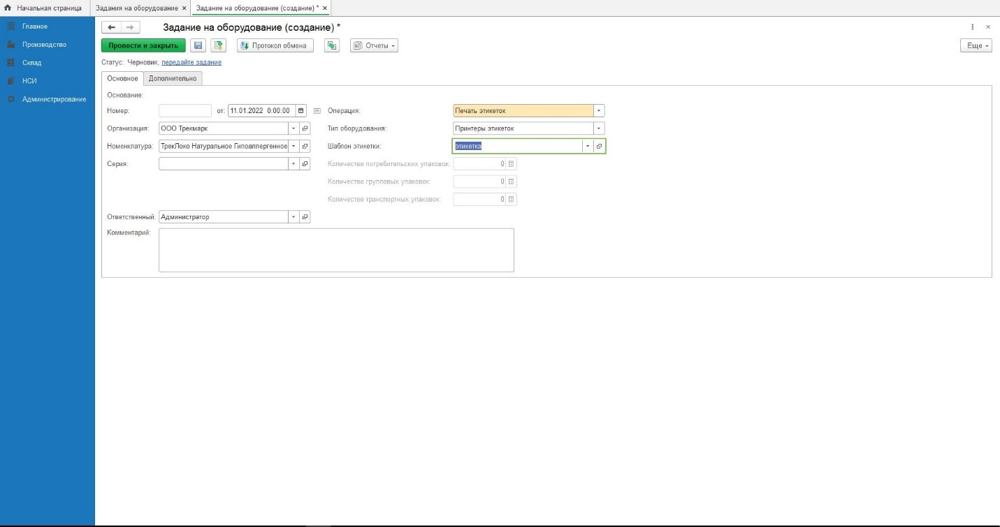 Начальная страница Задания на оборудование × Задание на оборудование (создание) * ×
Главное
Производство
Склад
НСИ
Администрирование
Задание на оборудование (создание) *
Провести и закрыть Протокол обмена Отчеты Еще
Статус: Черновик, передайте задание
Основное Дополнительно
Основание:
Номер: от: 11.01.2022 0:00:00 Операция: Печать этикеток
Организация: ООО Трекмарк Тип оборудования: Принтеры этикеток
Номенклатура: ТрекЛоко Натуральное Гипоаллергенное Шаблон этикетки: этикетка
Серия: Количество потребительских упаковок: 0
Количество групповых упаковок: 0
Количество транспортных упаковок: 0
Ответственный: Администратор
Комментарий: